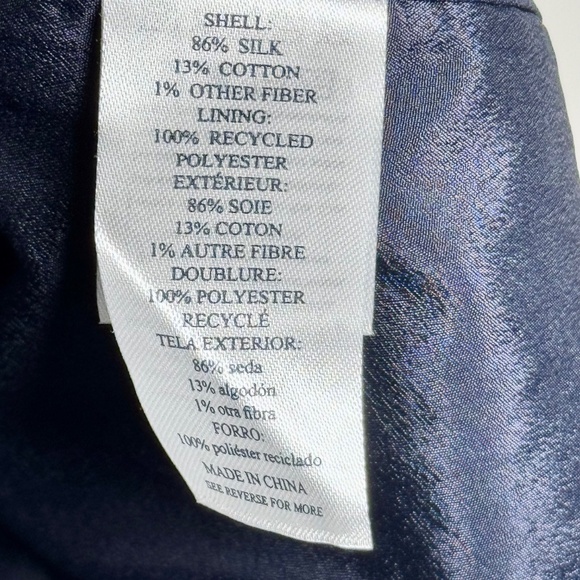 SHELL:
86% SILK
13% COTTON
1% OTHER FIBER
LINING:
100% RECYCLED
POLYESTER
EXTÉRIEUR:
86% SOIE
13% COTON
1% AUTRE FIBRE
DOUBLURE:
100% POLYESTER
RECYCLÉ
TELA EXTERIOR:
86% seda
13% algodón
1% otra fibra
FORRO:
100% poliéster reciclado
MADE IN CHINA
SEE REVERSE FOR MORE